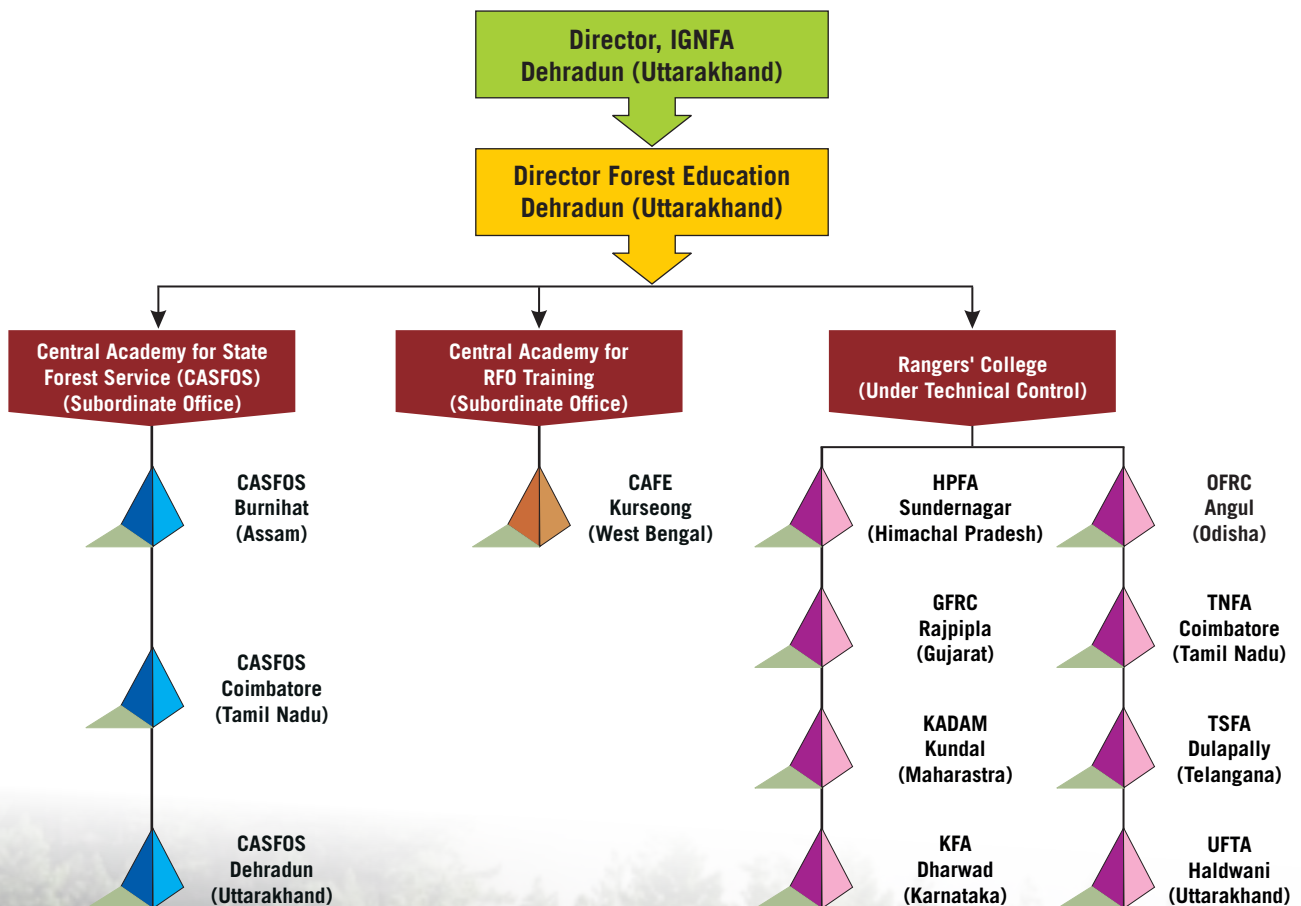 Director, IGNFA
Dehradun (Uttarakhand)
Director Forest Education
Dehradun (Uttarakhand)
Central Academy for State
Forest Service (CASFOS)
(Subordinate Office)
Central Academy for
RFO Training
(Subordinate Office)
Rangers' College
(Under Technical Control)
CASFOS
Burnihat
(Assam)
CASFOS
Coimbatore
(Tamil Nadu)
CASFOS
Dehradun
(Uttarakhand)
CAFE
Kurseong
(West Bengal)
HPFA
Sundernagar
(Himachal Pradesh)
GFRC
Rajpipla
(Gujarat)
KADAM
Kundal
(Maharastra)
KFA
Dharwad
(Karnataka)
OFRC
Angul
(Odisha)
TNFA
Coimbatore
(Tamil Nadu)
TSFA
Dulapally
(Telangana)
UFTA
Haldwani
(Uttarakhand)